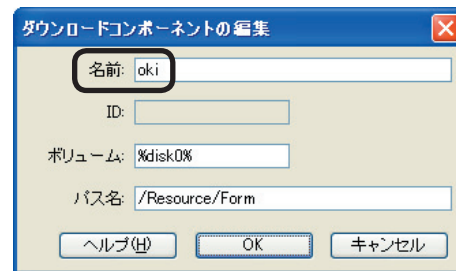 ダウンロードコンポーネントの編集
名前: oki
ID:
ボリューム: %disk0%
パス名: /Resource/Form
ヘルプ(H) OK キャンセル